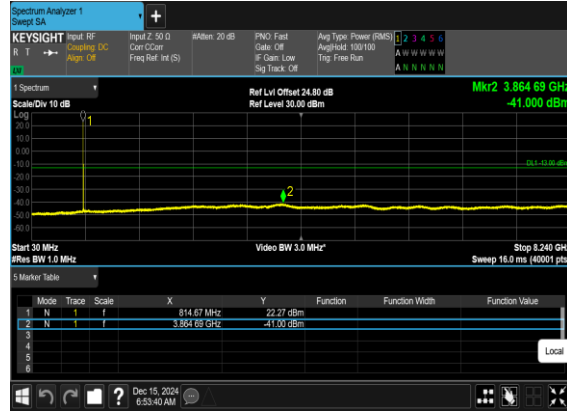 Spectrum Analyzer 1
Swept SA
+
KEYSIGHT Input: RF Input Z: 50 Ω #Atten: 20 dB PNO: Fast Avg Type: Power (RMS) 1 2 3 4 5 6
R T Coupling: DC Corr CCorr Gate: Off Avg|Hold: 100/100 A W W W W W
Align: Off Freq Ref: Int (S) IF Gain: Low Trig: Free Run
Sig Track: Off A N N N N N
1 Spectrum Ref Lvl Offset 24.80 dB Mkr2 3.864 69 GHz
Scale/Div 10 dB Ref Level 30.00 dBm -41.000 dBm
Log
20.0
10.0
0.00
-10.0
DL1 -13.00 dBm
-20.0
-30.0
-40.0
-50.0
-60.0
1
2
Start 30 MHz Video BW 3.0 MHz* Stop 8.240 GHz
#Res BW 1.0 MHz Sweep 16.0 ms (40001 pts)
5 Marker Table
Mode Trace Scale X Y Function Function Width Function Value
1 N 1 f 814.67 MHz 22.27 dBm
2 N 1 f 3.864 69 GHz -41.00 dBm
3
4
5
6
Local
? Dec 15, 2024
6:53:40 AM